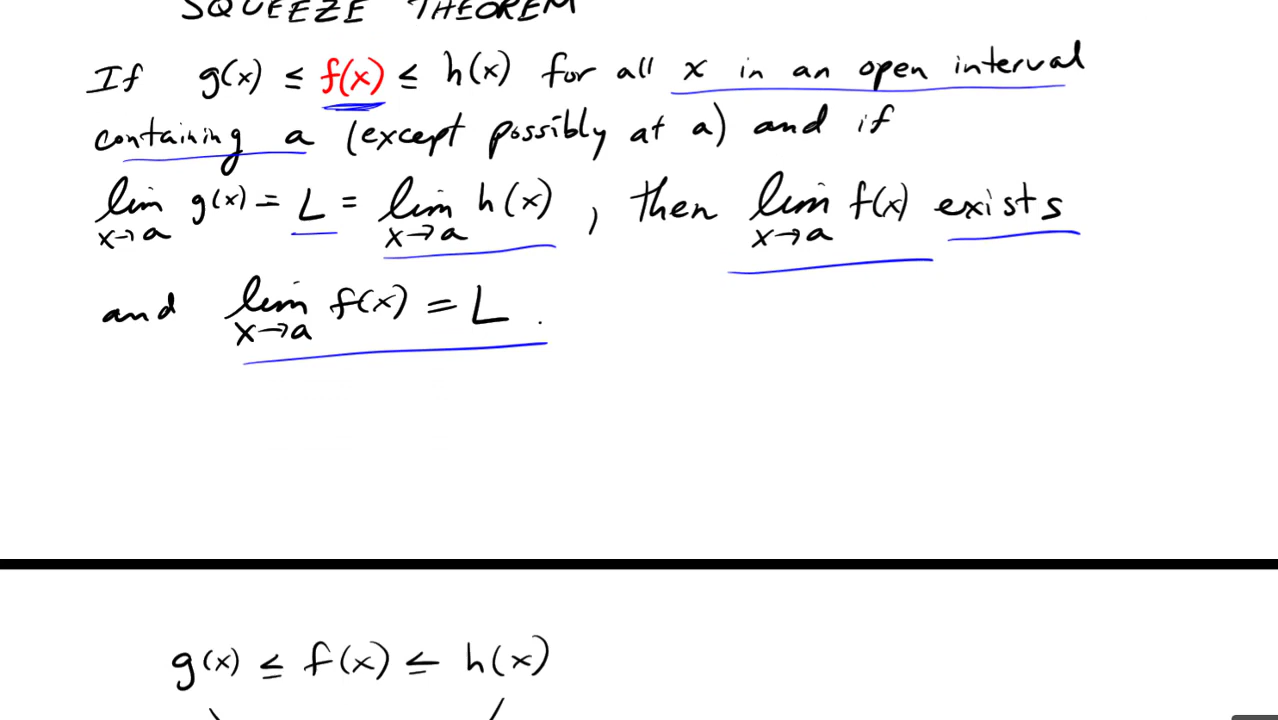 SQUEEZE THEOREM
If g(x) ≤ f(x) ≤ h(x) for all x in an open interval
containing a (except possibly at a) and if
lim x→a g(x) = L = lim x→a h(x), then lim x→a f(x) exists
and lim x→a f(x) = L.
g(x) ≤ f(x) ≤ h(x)